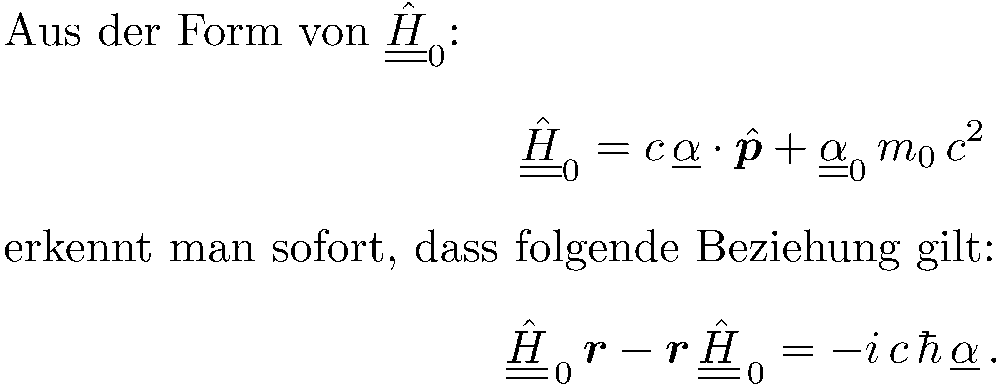 Aus der Form von $\underline{\underline{\hat{H}}}_0$:
$\underline{\underline{\hat{H}}}_0 = c\,\underline{\alpha} \cdot \hat{\boldsymbol{p}} + \underline{\underline{\alpha}}_0\, m_0\, c^2$
erkennt man sofort, dass folgende Beziehung gilt:
$\underline{\underline{\hat{H}}}_0\, \boldsymbol{r} - \boldsymbol{r}\, \underline{\underline{\hat{H}}}_0 = -i\, c\, \hbar\, \underline{\alpha}\,.$